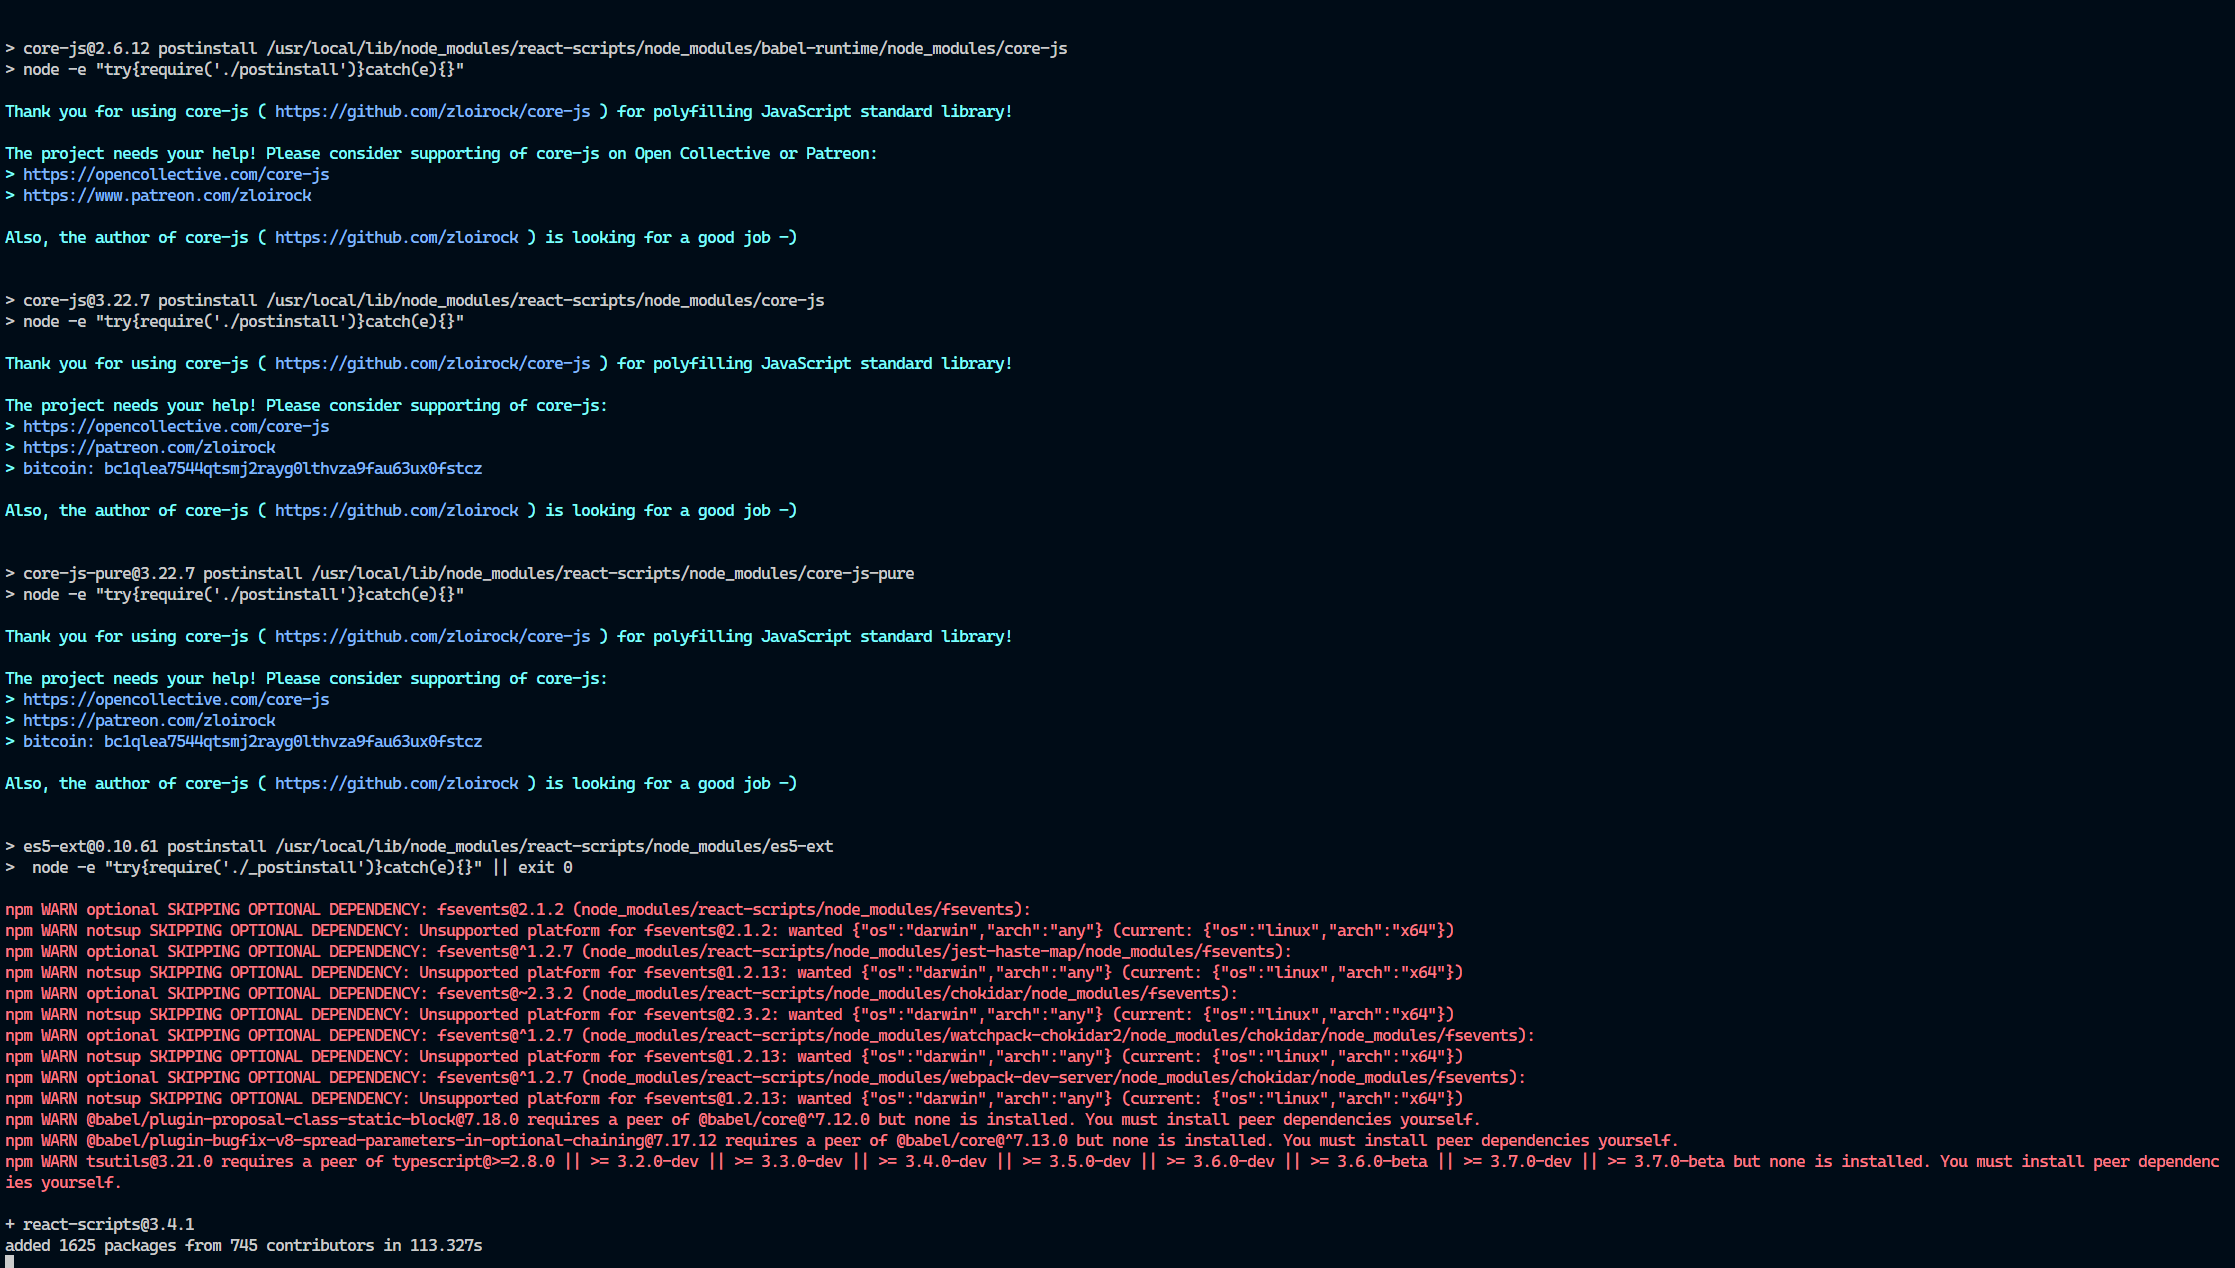 > core-js@2.6.12 postinstall /usr/local/lib/node_modules/react-scripts/node_modules/babel-runtime/node_modules/core-js
> node -e "try{require('./postinstall')}catch(e){}"
Thank you for using core-js ( https://github.com/zloirock/core-js ) for polyfilling JavaScript standard library!
The project needs your help! Please consider supporting of core-js on Open Collective or Patreon:
> https://opencollective.com/core-js
> https://www.patreon.com/zloirock
Also, the author of core-js ( https://github.com/zloirock ) is looking for a good job -)
> core-js@3.22.7 postinstall /usr/local/lib/node_modules/react-scripts/node_modules/core-js
> node -e "try{require('./postinstall')}catch(e){}"
Thank you for using core-js ( https://github.com/zloirock/core-js ) for polyfilling JavaScript standard library!
The project needs your help! Please consider supporting of core-js:
> https://opencollective.com/core-js
> https://patreon.com/zloirock
> bitcoin: bc1qlea7544qtsmj2rayg0lthvza9fau63ux0fstcz
Also, the author of core-js ( https://github.com/zloirock ) is looking for a good job -)
> core-js-pure@3.22.7 postinstall /usr/local/lib/node_modules/react-scripts/node_modules/core-js-pure
> node -e "try{require('./postinstall')}catch(e){}"
Thank you for using core-js ( https://github.com/zloirock/core-js ) for polyfilling JavaScript standard library!
The project needs your help! Please consider supporting of core-js:
> https://opencollective.com/core-js
> https://patreon.com/zloirock
> bitcoin: bc1qlea7544qtsmj2rayg0lthvza9fau63ux0fstcz
Also, the author of core-js ( https://github.com/zloirock ) is looking for a good job -)
> es5-ext@0.10.61 postinstall /usr/local/lib/node_modules/react-scripts/node_modules/es5-ext
>  node -e "try{require('./_postinstall')}catch(e){}" || exit 0
npm WARN optional SKIPPING OPTIONAL DEPENDENCY: fsevents@2.1.2 (node_modules/react-scripts/node_modules/fsevents):
npm WARN notsup SKIPPING OPTIONAL DEPENDENCY: Unsupported platform for fsevents@2.1.2: wanted {"os":"darwin","arch":"any"} (current: {"os":"linux","arch":"x64"})
npm WARN optional SKIPPING OPTIONAL DEPENDENCY: fsevents@^1.2.7 (node_modules/react-scripts/node_modules/jest-haste-map/node_modules/fsevents):
npm WARN notsup SKIPPING OPTIONAL DEPENDENCY: Unsupported platform for fsevents@1.2.13: wanted {"os":"darwin","arch":"any"} (current: {"os":"linux","arch":"x64"})
npm WARN optional SKIPPING OPTIONAL DEPENDENCY: fsevents@~2.3.2 (node_modules/react-scripts/node_modules/chokidar/node_modules/fsevents):
npm WARN notsup SKIPPING OPTIONAL DEPENDENCY: Unsupported platform for fsevents@2.3.2: wanted {"os":"darwin","arch":"any"} (current: {"os":"linux","arch":"x64"})
npm WARN optional SKIPPING OPTIONAL DEPENDENCY: fsevents@^1.2.7 (node_modules/react-scripts/node_modules/watchpack-chokidar2/node_modules/chokidar/node_modules/fsevents):
npm WARN notsup SKIPPING OPTIONAL DEPENDENCY: Unsupported platform for fsevents@1.2.13: wanted {"os":"darwin","arch":"any"} (current: {"os":"linux","arch":"x64"})
npm WARN optional SKIPPING OPTIONAL DEPENDENCY: fsevents@^1.2.7 (node_modules/react-scripts/node_modules/webpack-dev-server/node_modules/chokidar/node_modules/fsevents):
npm WARN notsup SKIPPING OPTIONAL DEPENDENCY: Unsupported platform for fsevents@1.2.13: wanted {"os":"darwin","arch":"any"} (current: {"os":"linux","arch":"x64"})
npm WARN @babel/plugin-proposal-class-static-block@7.18.0 requires a peer of @babel/core@^7.12.0 but none is installed. You must install peer dependencies yourself.
npm WARN @babel/plugin-bugfix-v8-spread-parameters-in-optional-chaining@7.17.12 requires a peer of @babel/core@^7.13.0 but none is installed. You must install peer dependencies yourself.
npm WARN tsutils@3.21.0 requires a peer of typescript@>=2.8.0 || >= 3.2.0-dev || >= 3.3.0-dev || >= 3.4.0-dev || >= 3.5.0-dev || >= 3.6.0-dev || >= 3.6.0-beta || >= 3.7.0-dev || >= 3.7.0-beta but none is installed. You must install peer dependenc
ies yourself.
+ react-scripts@3.4.1
added 1625 packages from 745 contributors in 113.327s